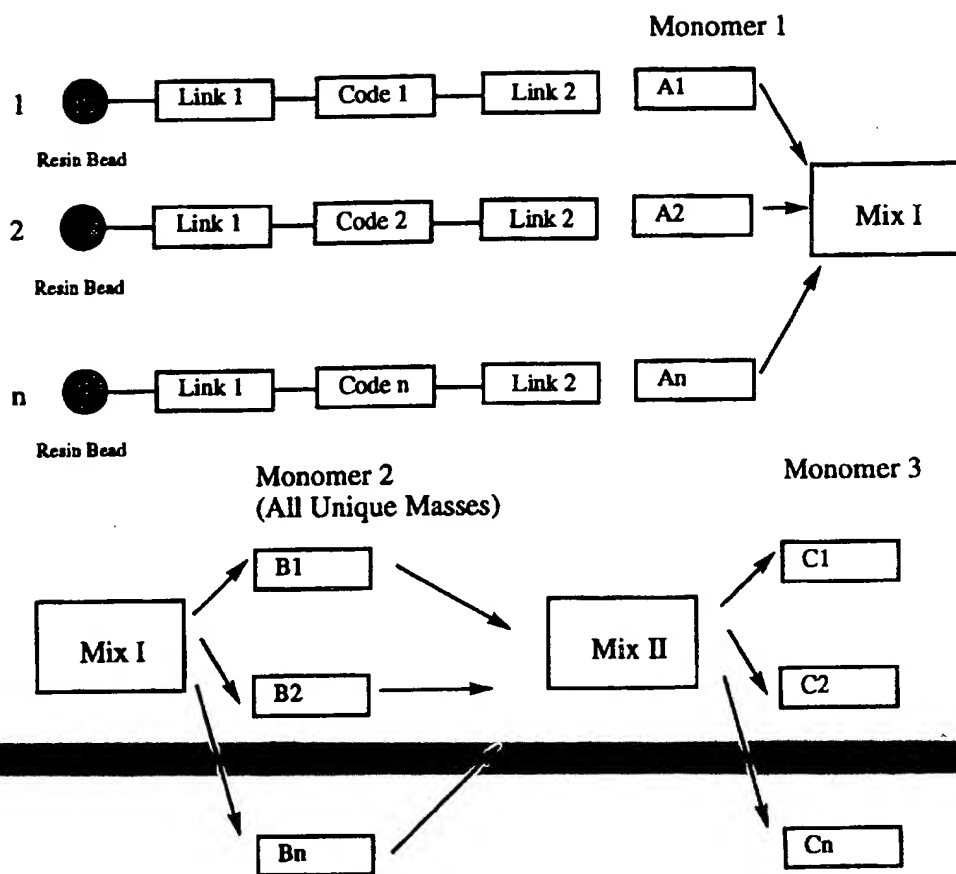 Monomer 1
1 Link 1 Code 1 Link 2 A1
Resin Bead
Mix I
2 Link 1 Code 2 Link 2 A2
Resin Bead
n Link 1 Code n Link 2 An
Resin Bead
Monomer 2
(All Unique Masses)
Monomer 3
B1
C1
Mix I
Mix II
B2
C2
Bn
Cn